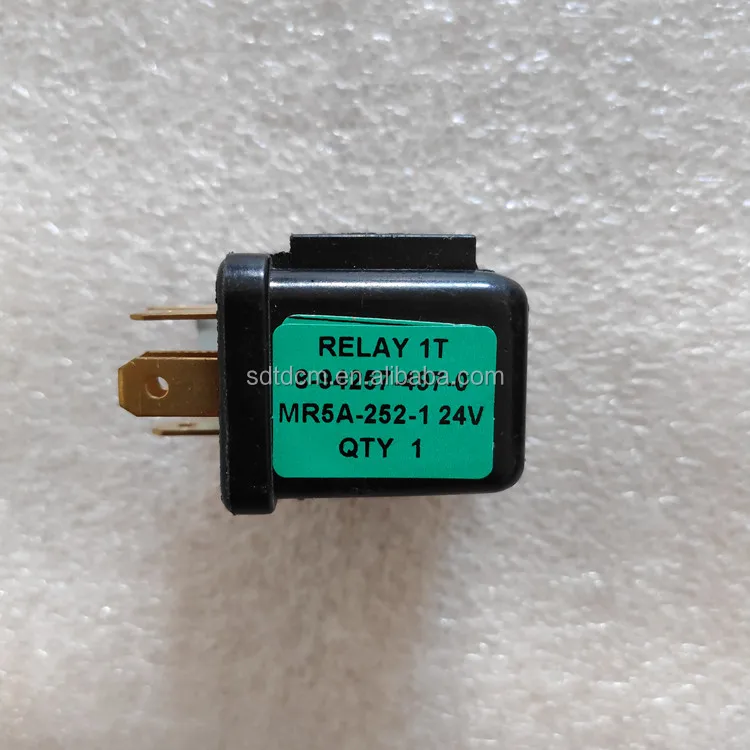 RELAY 1T
sdtdcm.en.alibaba.com
MR5A-252-1 24V
QTY 1